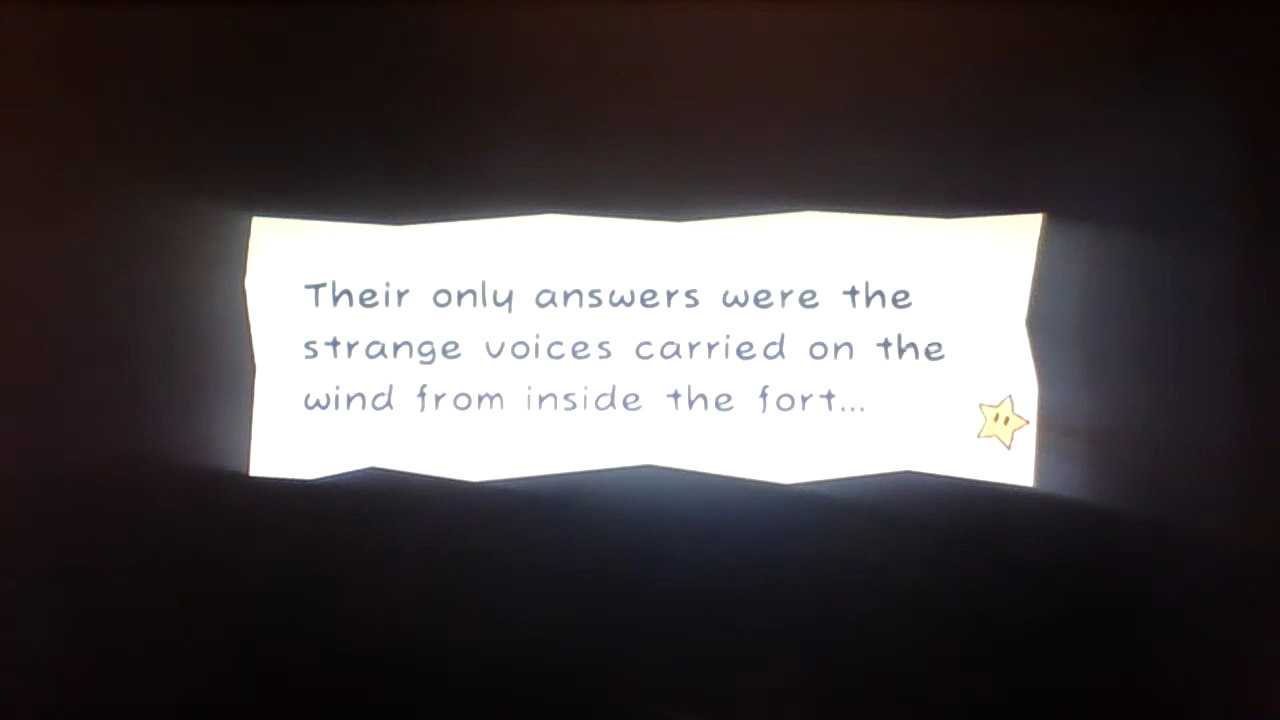 Their only answers were the
strange voices carried on the
wind from inside the fort...